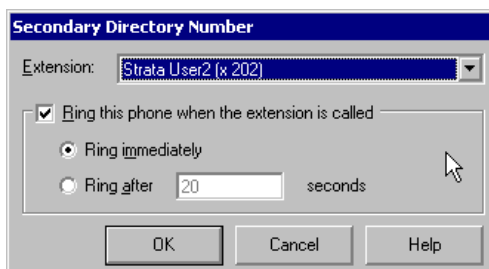 Secondary Directory Number
Extension: Strata User2 (x 202)
Ring this phone when the extension is called
Ring immediately
Ring after 20 seconds
OK Cancel Help